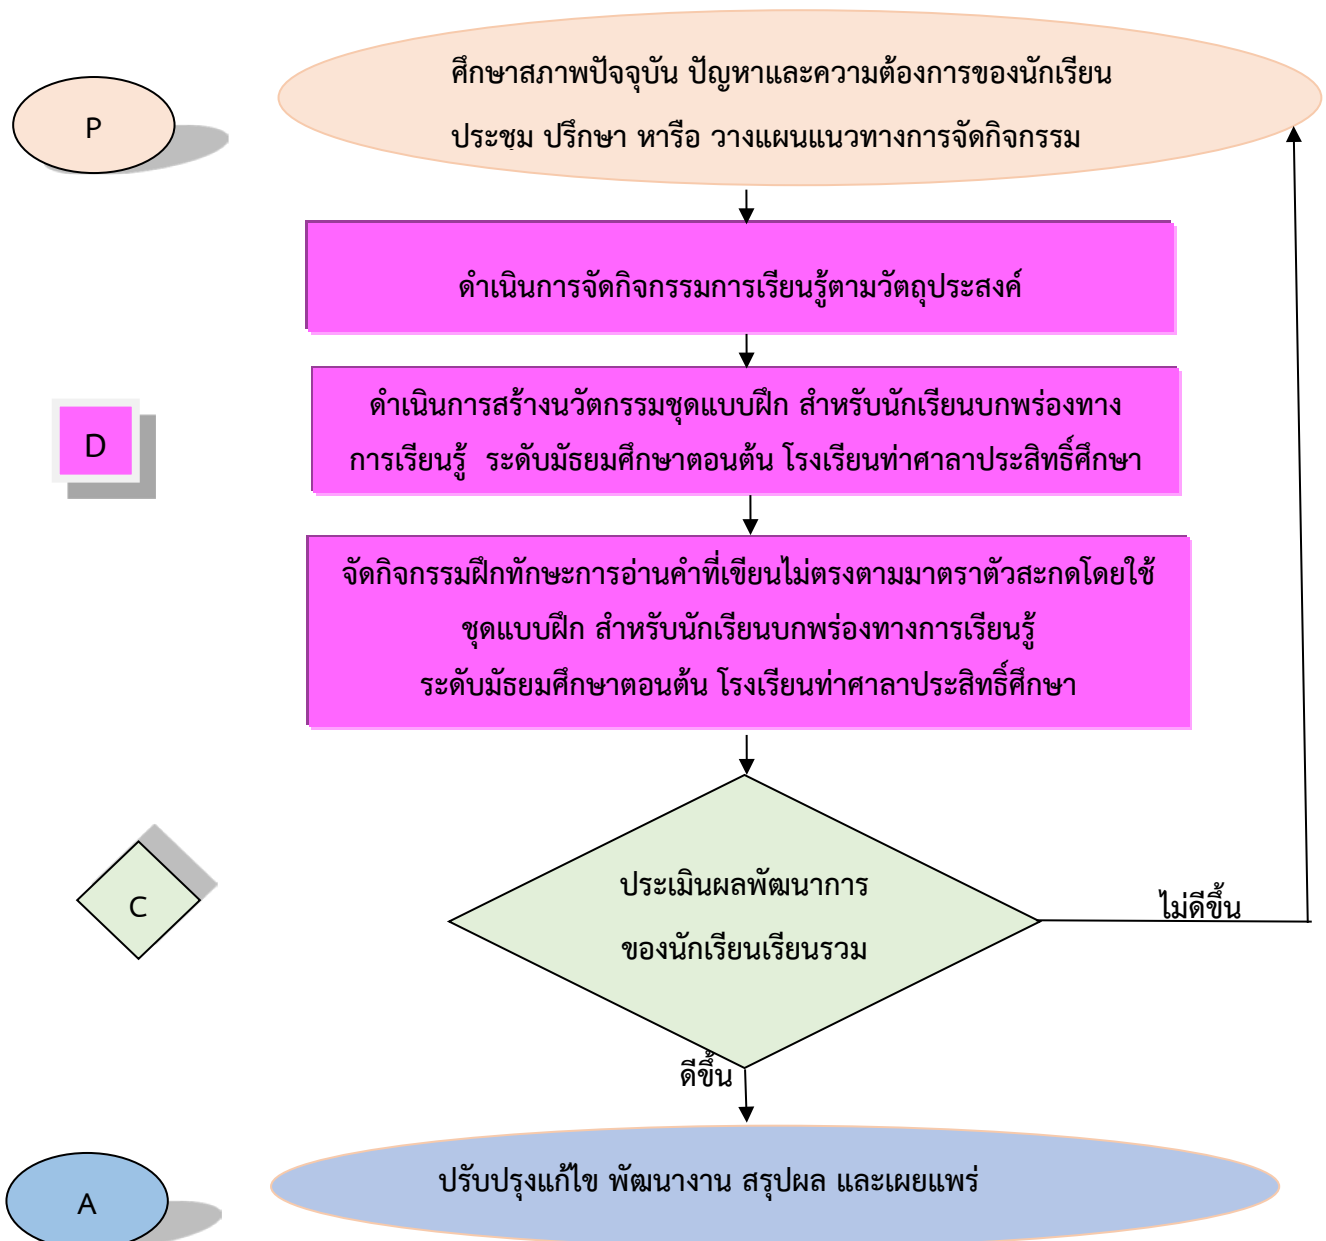 ศึกษาสภาพปัจจุบัน ปัญหาและความต้องการของนักเรียน
P
ประชุม ปรึกษา หารือ วางแผนแนวทางการจัดกิจกรรม
ดำเนินการจัดกิจกรรมการเรียนรู้ตามวัตถุประสงค์
ดำเนินการสร้างนวัตกรรมชุดแบบฝึก สำหรับนักเรียนบกพร่องทาง
D
การเรียนรู้ ระดับมัธยมศึกษาตอนต้น โรงเรียนท่าศาลาประสิทธิ์ศึกษา
จัดกิจกรรมฝึกทักษะการอ่านคำที่เขียนไม่ตรงตามมาตราตัวสะกดโดยใช้
ชุดแบบฝึก สำหรับนักเรียนบกพร่องทางการเรียนรู้
ระดับมัธยมศึกษาตอนต้น โรงเรียนท่าศาลาประสิทธิ์ศึกษา
ประเมินผลพัฒนาการ
C
ไม่ดีขึ้น
ของนักเรียนเรียนรวม
ดีขึ้น
ปรับปรุงแก้ไข พัฒนางาน สรุปผล และเผยแพร่
A